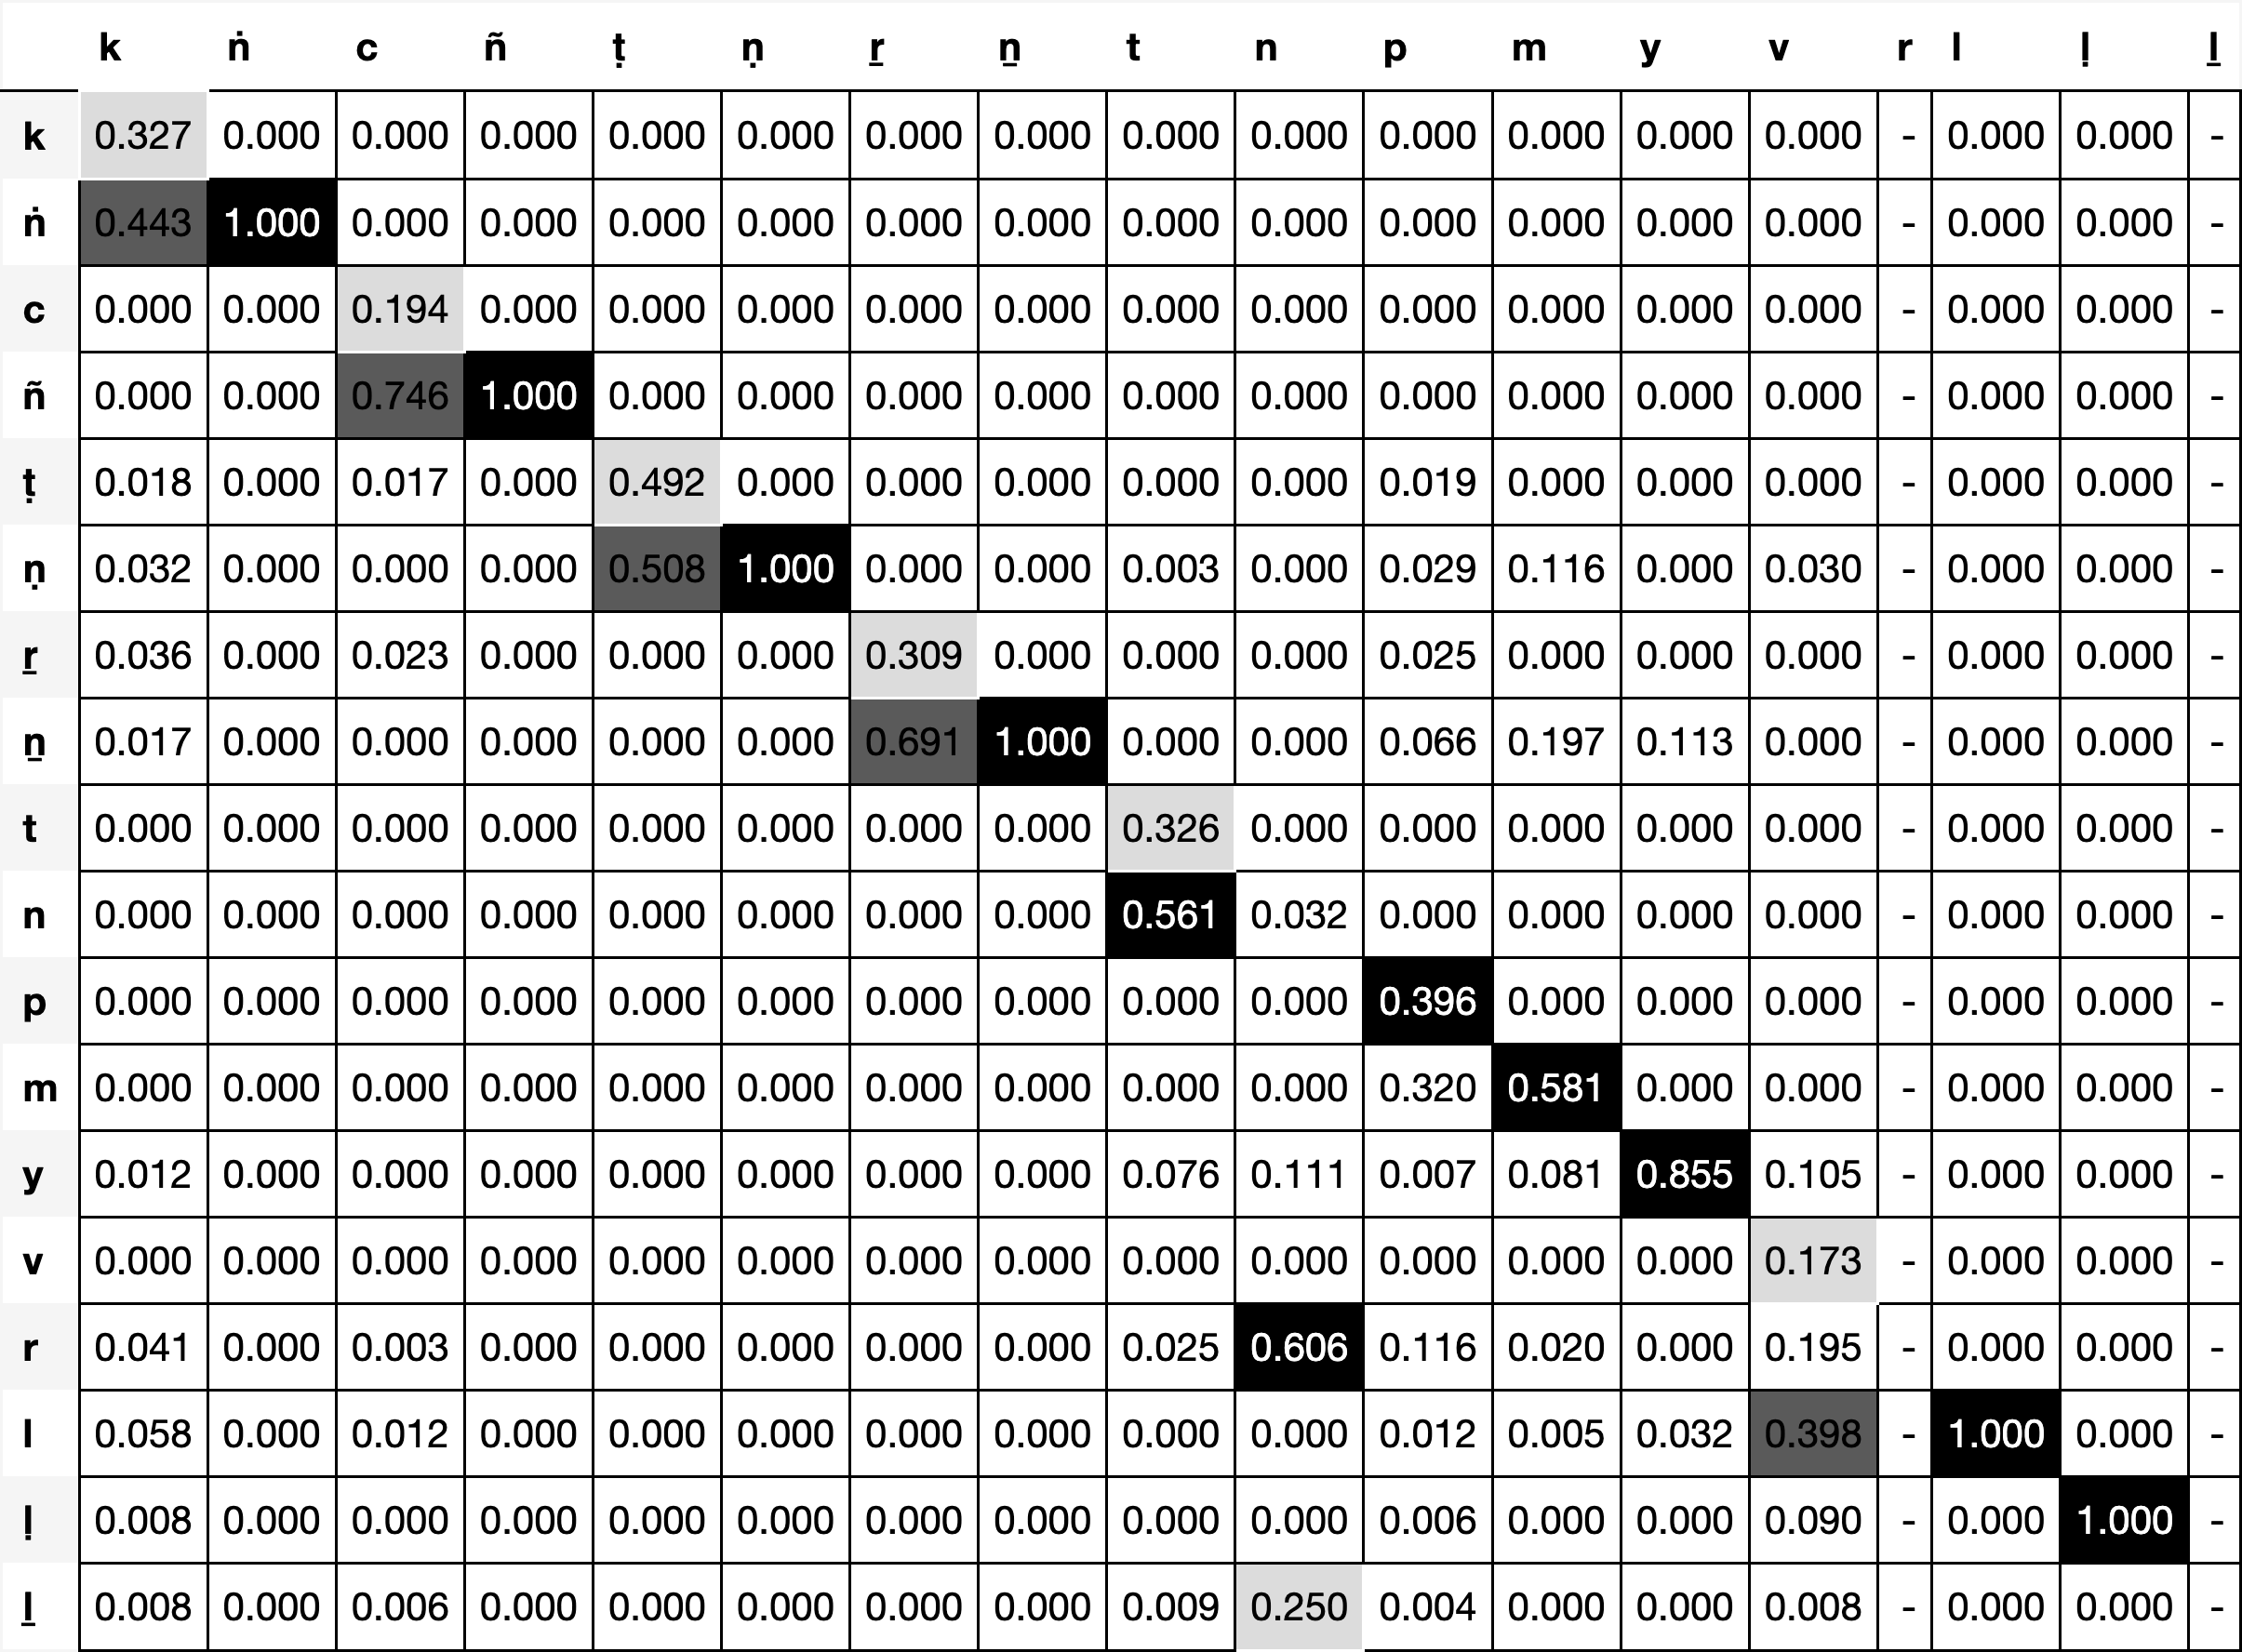 k ṅ c ñ ṭ ṇ ṟ ṉ t n p m y v r l ḷ ḻ
k 0.327 0.000 0.000 0.000 0.000 0.000 0.000 0.000 0.000 0.000 0.000 0.000 0.000 0.000 - 0.000 0.000 -
ṅ 0.443 1.000 0.000 0.000 0.000 0.000 0.000 0.000 0.000 0.000 0.000 0.000 0.000 0.000 - 0.000 0.000 -
c 0.000 0.000 0.194 0.000 0.000 0.000 0.000 0.000 0.000 0.000 0.000 0.000 0.000 0.000 - 0.000 0.000 -
ñ 0.000 0.000 0.746 1.000 0.000 0.000 0.000 0.000 0.000 0.000 0.000 0.000 0.000 0.000 - 0.000 0.000 -
ṭ 0.018 0.000 0.017 0.000 0.492 0.000 0.000 0.000 0.000 0.000 0.019 0.000 0.000 0.000 - 0.000 0.000 -
ṇ 0.032 0.000 0.000 0.000 0.508 1.000 0.000 0.000 0.003 0.000 0.029 0.116 0.000 0.030 - 0.000 0.000 -
ṟ 0.036 0.000 0.023 0.000 0.000 0.000 0.309 0.000 0.000 0.000 0.025 0.000 0.000 0.000 - 0.000 0.000 -
ṉ 0.017 0.000 0.000 0.000 0.000 0.000 0.691 1.000 0.000 0.000 0.066 0.197 0.113 0.000 - 0.000 0.000 -
t 0.000 0.000 0.000 0.000 0.000 0.000 0.000 0.000 0.326 0.000 0.000 0.000 0.000 0.000 - 0.000 0.000 -
n 0.000 0.000 0.000 0.000 0.000 0.000 0.000 0.000 0.561 0.032 0.000 0.000 0.000 0.000 - 0.000 0.000 -
p 0.000 0.000 0.000 0.000 0.000 0.000 0.000 0.000 0.000 0.000 0.396 0.000 0.000 0.000 - 0.000 0.000 -
m 0.000 0.000 0.000 0.000 0.000 0.000 0.000 0.000 0.000 0.000 0.320 0.581 0.000 0.000 - 0.000 0.000 -
y 0.012 0.000 0.000 0.000 0.000 0.000 0.000 0.000 0.076 0.111 0.007 0.081 0.855 0.105 - 0.000 0.000 -
v 0.000 0.000 0.000 0.000 0.000 0.000 0.000 0.000 0.000 0.000 0.000 0.000 0.000 0.173 - 0.000 0.000 -
r 0.041 0.000 0.003 0.000 0.000 0.000 0.000 0.000 0.025 0.606 0.116 0.020 0.000 0.195 - 0.000 0.000 -
l 0.058 0.000 0.012 0.000 0.000 0.000 0.000 0.000 0.000 0.000 0.012 0.005 0.032 0.398 - 1.000 0.000 -
ḷ 0.008 0.000 0.000 0.000 0.000 0.000 0.000 0.000 0.000 0.000 0.006 0.000 0.000 0.090 - 0.000 1.000 -
ḻ 0.008 0.000 0.006 0.000 0.000 0.000 0.000 0.000 0.009 0.250 0.004 0.000 0.000 0.008 - 0.000 0.000 -